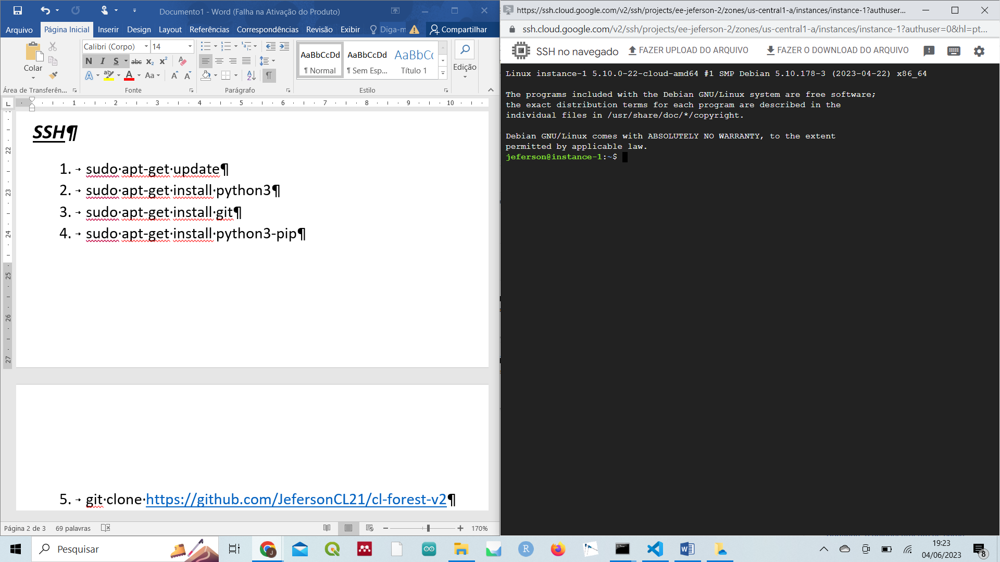 Documento1 - Word (Falha na Ativação do Produto)
Arquivo Página Inicial Inserir Design Layout Referências Correspondências Revisão Exibir Diga-m Compartilhar
Colar
Calibri (Corpo) 14
N I S abc x₂ x²
A ab A Aa A A
AaBbCcDd AaBbCcDd AaBbCc
¶ Normal ¶ Sem Esp... Título 1
Edição
Área de Transferên... Fonte Parágrafo Estilo
1 2 3 4 5 6 7 8 9 10
22
23
24
25
26
27
SSH¶
1. sudo·apt-get·update¶
2. sudo·apt-get·install·python3¶
3. sudo·apt-get·install·git¶
4. sudo·apt-get·install·python3-pip¶
5. git·clone·https://github.com/JefersonCL21/cl-forest-v2¶
Página 2 de 3 69 palavras 170%
https://ssh.cloud.google.com/v2/ssh/projects/ee-jeferson-2/zones/us-central1-a/instances/instance-1?authuser...
ssh.cloud.google.com/v2/ssh/projects/ee-jeferson-2/zones/us-central1-a/instances/instance-1?authuser=0&hl=pt...
SSH no navegado FAZER UPLOAD DO ARQUIVO FAZER O DOWNLOAD DO ARQUIVO
Linux instance-1 5.10.0-22-cloud-amd64 #1 SMP Debian 5.10.178-3 (2023-04-22) x86_64
The programs included with the Debian GNU/Linux system are free software;
the exact distribution terms for each program are described in the
individual files in /usr/share/doc/*/copyright.
Debian GNU/Linux comes with ABSOLUTELY NO WARRANTY, to the extent
permitted by applicable law.
jeferson@instance-1:~$
Pesquisar
19:23
04/06/2023
8